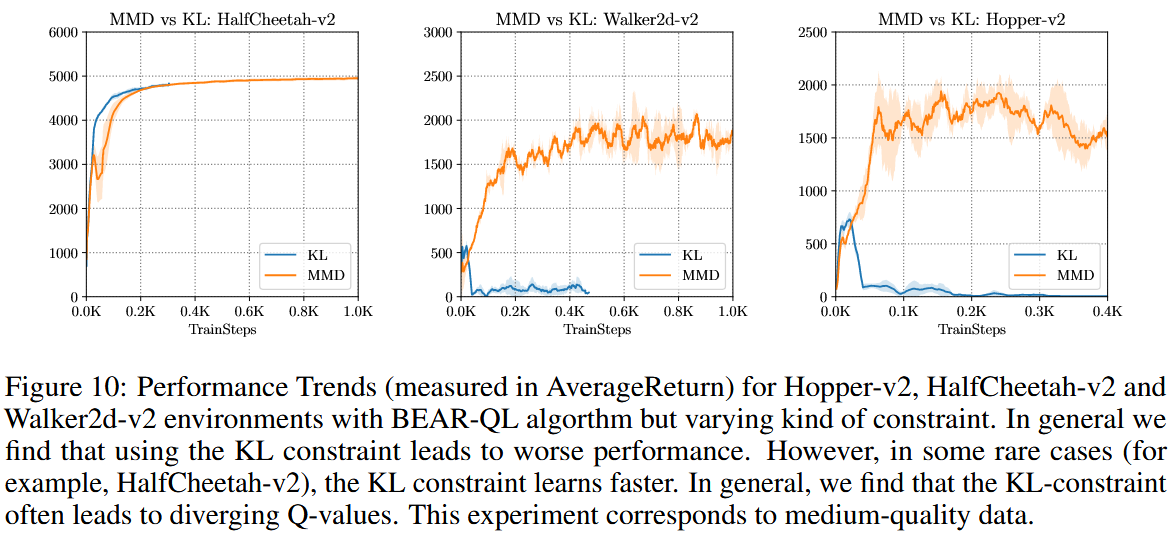 MMD vs KL: HalfCheetah-v2
6000
5000
4000
3000
2000
1000
0
0.0K 0.2K 0.4K 0.6K 0.8K 1.0K
TrainSteps
KL
MMD
MMD vs KL: Walker2d-v2
3000
2500
2000
1500
1000
500
0
0.0K 0.2K 0.4K 0.6K 0.8K 1.0K
TrainSteps
KL
MMD
MMD vs KL: Hopper-v2
2500
2000
1500
1000
500
0
0.0K 0.1K 0.2K 0.3K 0.4K
TrainSteps
KL
MMD
Figure 10: Performance Trends (measured in AverageReturn) for Hopper-v2, HalfCheetah-v2 and
Walker2d-v2 environments with BEAR-QL algorthm but varying kind of constraint. In general we
find that using the KL constraint leads to worse performance. However, in some rare cases (for
example, HalfCheetah-v2), the KL constraint learns faster. In general, we find that the KL-constraint
often leads to diverging Q-values. This experiment corresponds to medium-quality data.